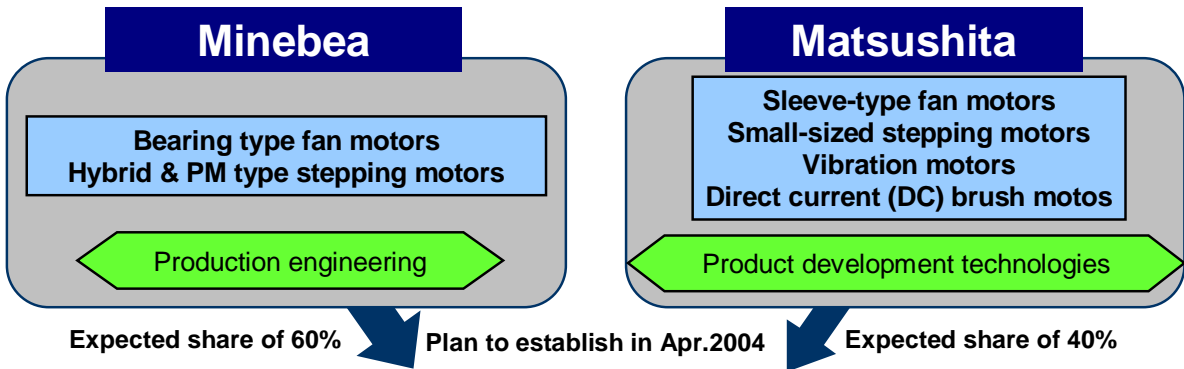 Minebea
Bearing type fan motors
Hybrid & PM type stepping motors
Production engineering
Matsushita
Sleeve-type fan motors
Small-sized stepping motors
Vibration motors
Direct current (DC) brush motos
Product development technologies
Expected share of 60%
Plan to establish in Apr.2004
Expected share of 40%